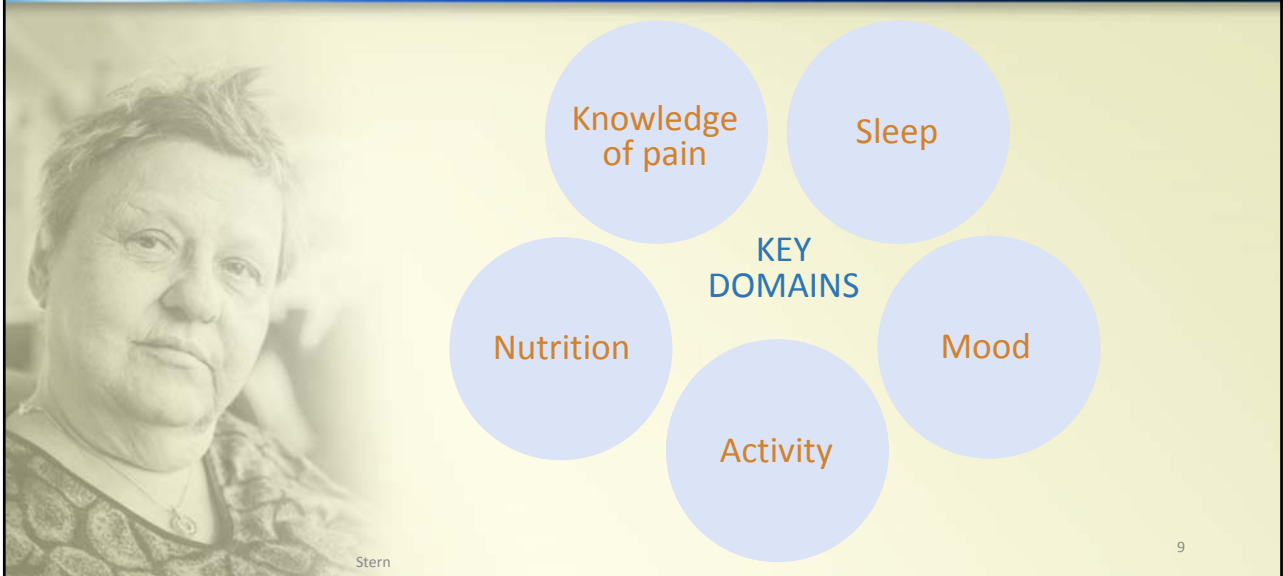 Knowledge
of pain
Sleep
KEY
DOMAINS
Nutrition
Mood
Activity
Stern
9